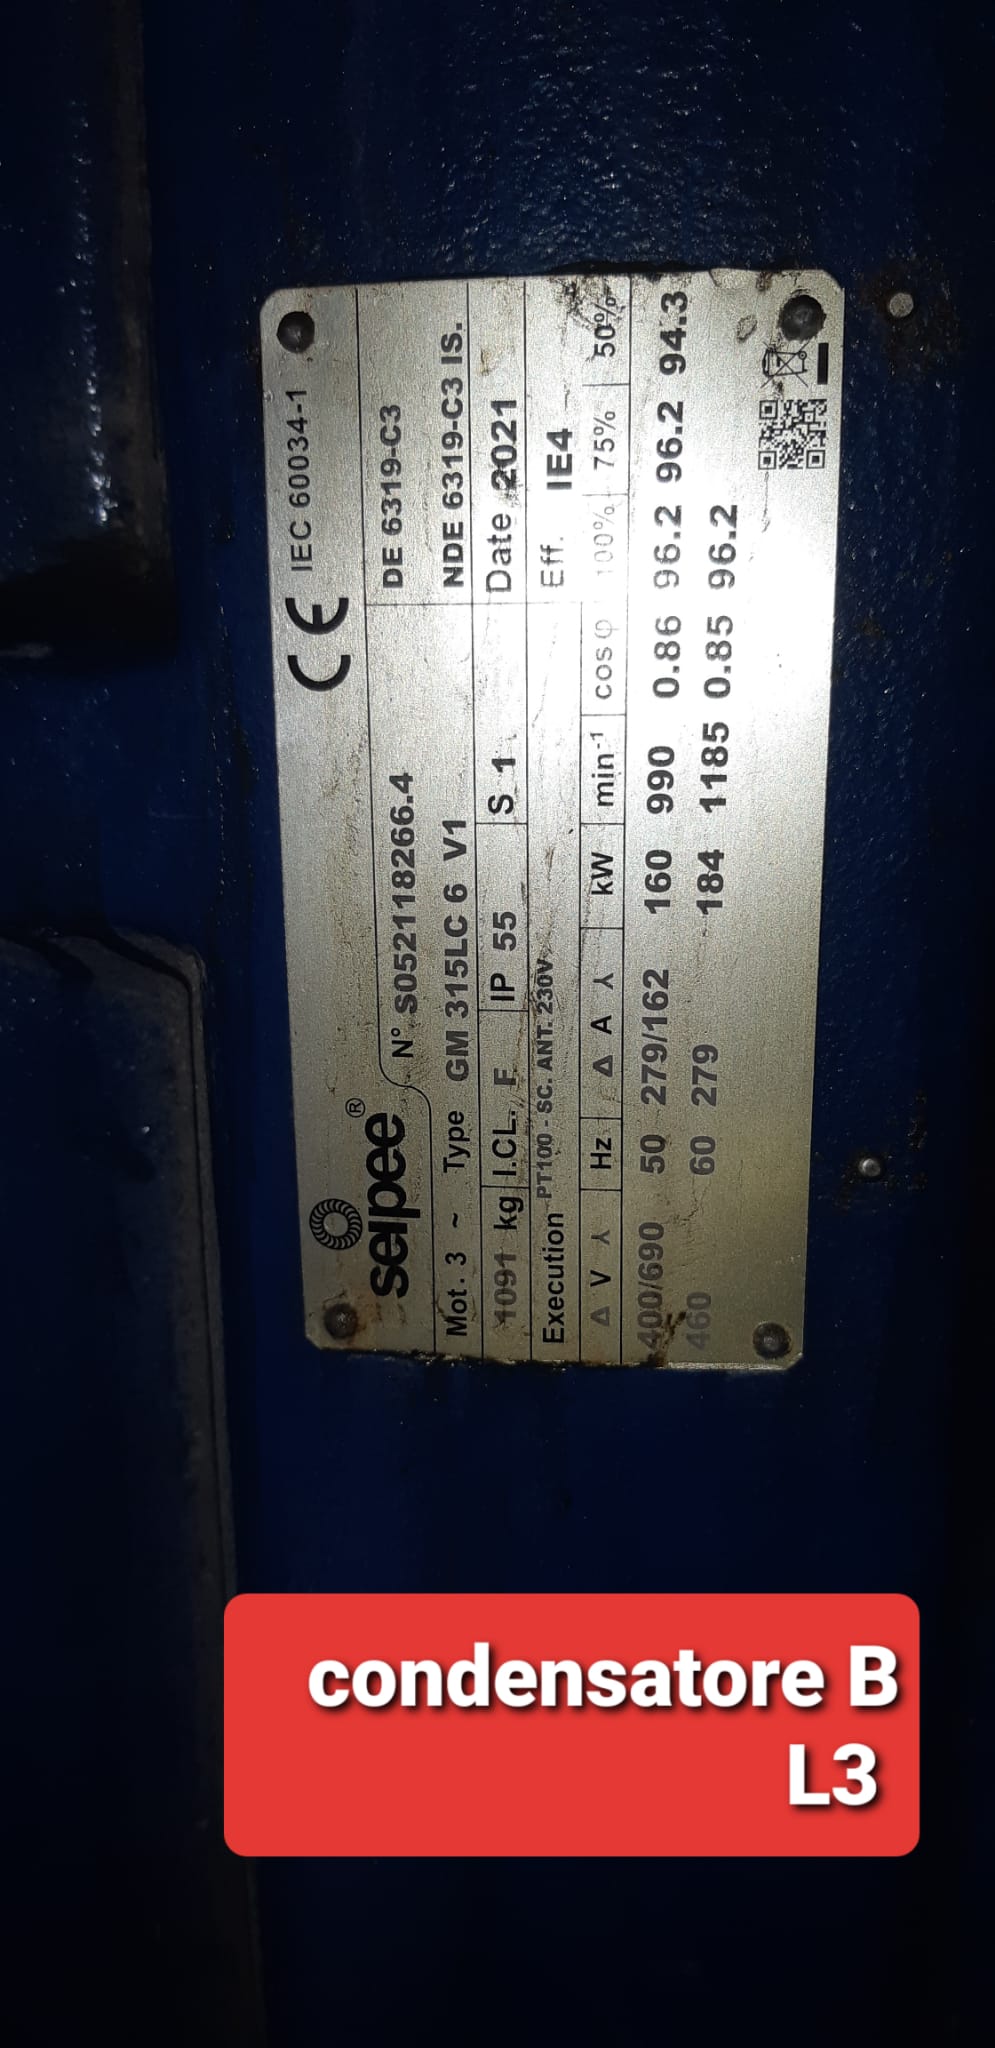 CE IEC 60034-1
seipee®
N° S052118266.4
DE 6319-C3
Mot. 3 ~ Type GM 315LC 6 V1
NDE 6319-C3 IS.
1091 kg I.CL. F IP 55 S 1 Date 2021
Execution PT100 - SC. ANT. 230V
Eff. IE4
Δ V ⅄ Hz Δ A ⅄ kW min⁻¹ cos φ 100% 75% 50%
400/690 50 279/162 160 990 0.86 96.2 96.2 94.3
460 60 279 184 1185 0.85 96.2
condensatore B
L3